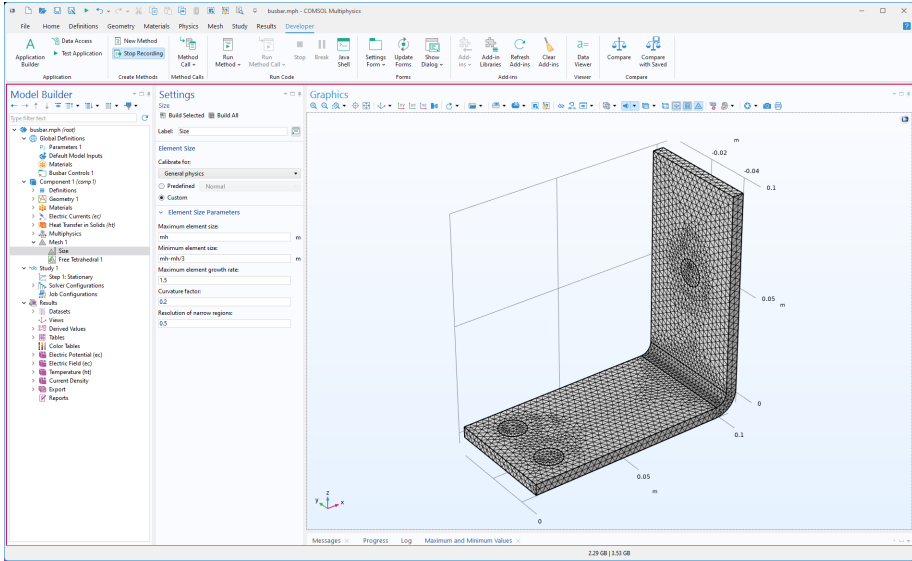 busbar.mph - COMSOL Multiphysics
File Home Definitions Geometry Materials Physics Mesh Study Results Developer
Application Builder
Data Access
Test Application
Application
New Method
Stop Recording
Create Methods
Method Call
Method Calls
Run Method
Run Method Call
Stop
Break
Java Shell
Run Code
Settings Form
Update Forms
Show Dialog
Forms
Add-ins
Add-in Libraries
Refresh Add-ins
Clear Add-ins
Add-ins
Data Viewer
Viewer
Compare
Compare with Saved
Compare
Model Builder
Type filter text
busbar.mph (root)
Global Definitions
Parameters 1
Default Model Inputs
Materials
Busbar Controls 1
Component 1 (comp1)
Definitions
Geometry 1
Materials
Electric Currents (ec)
Heat Transfer in Solids (ht)
Multiphysics
Mesh 1
Size
Free Tetrahedral 1
Study 1
Step 1: Stationary
Solver Configurations
Job Configurations
Results
Datasets
Views
Derived Values
Tables
Color Tables
Electric Potential (ec)
Electric Field (ec)
Temperature (ht)
Current Density
Export
Reports
Settings
Size
Build Selected Build All
Label: Size
Element Size
Calibrate for:
General physics
Predefined Normal
Custom
Element Size Parameters
Maximum element size:
mh m
Minimum element size:
mh-mh/3 m
Maximum element growth rate:
1.5
Curvature factor:
0.2
Resolution of narrow regions:
0.5
Graphics
m
-0.02
-0.04
0.1
0.05
m
0
0.1
0.05
m
0
z
y
x
Messages Progress Log Maximum and Minimum Values
2.29 GB | 3.53 GB